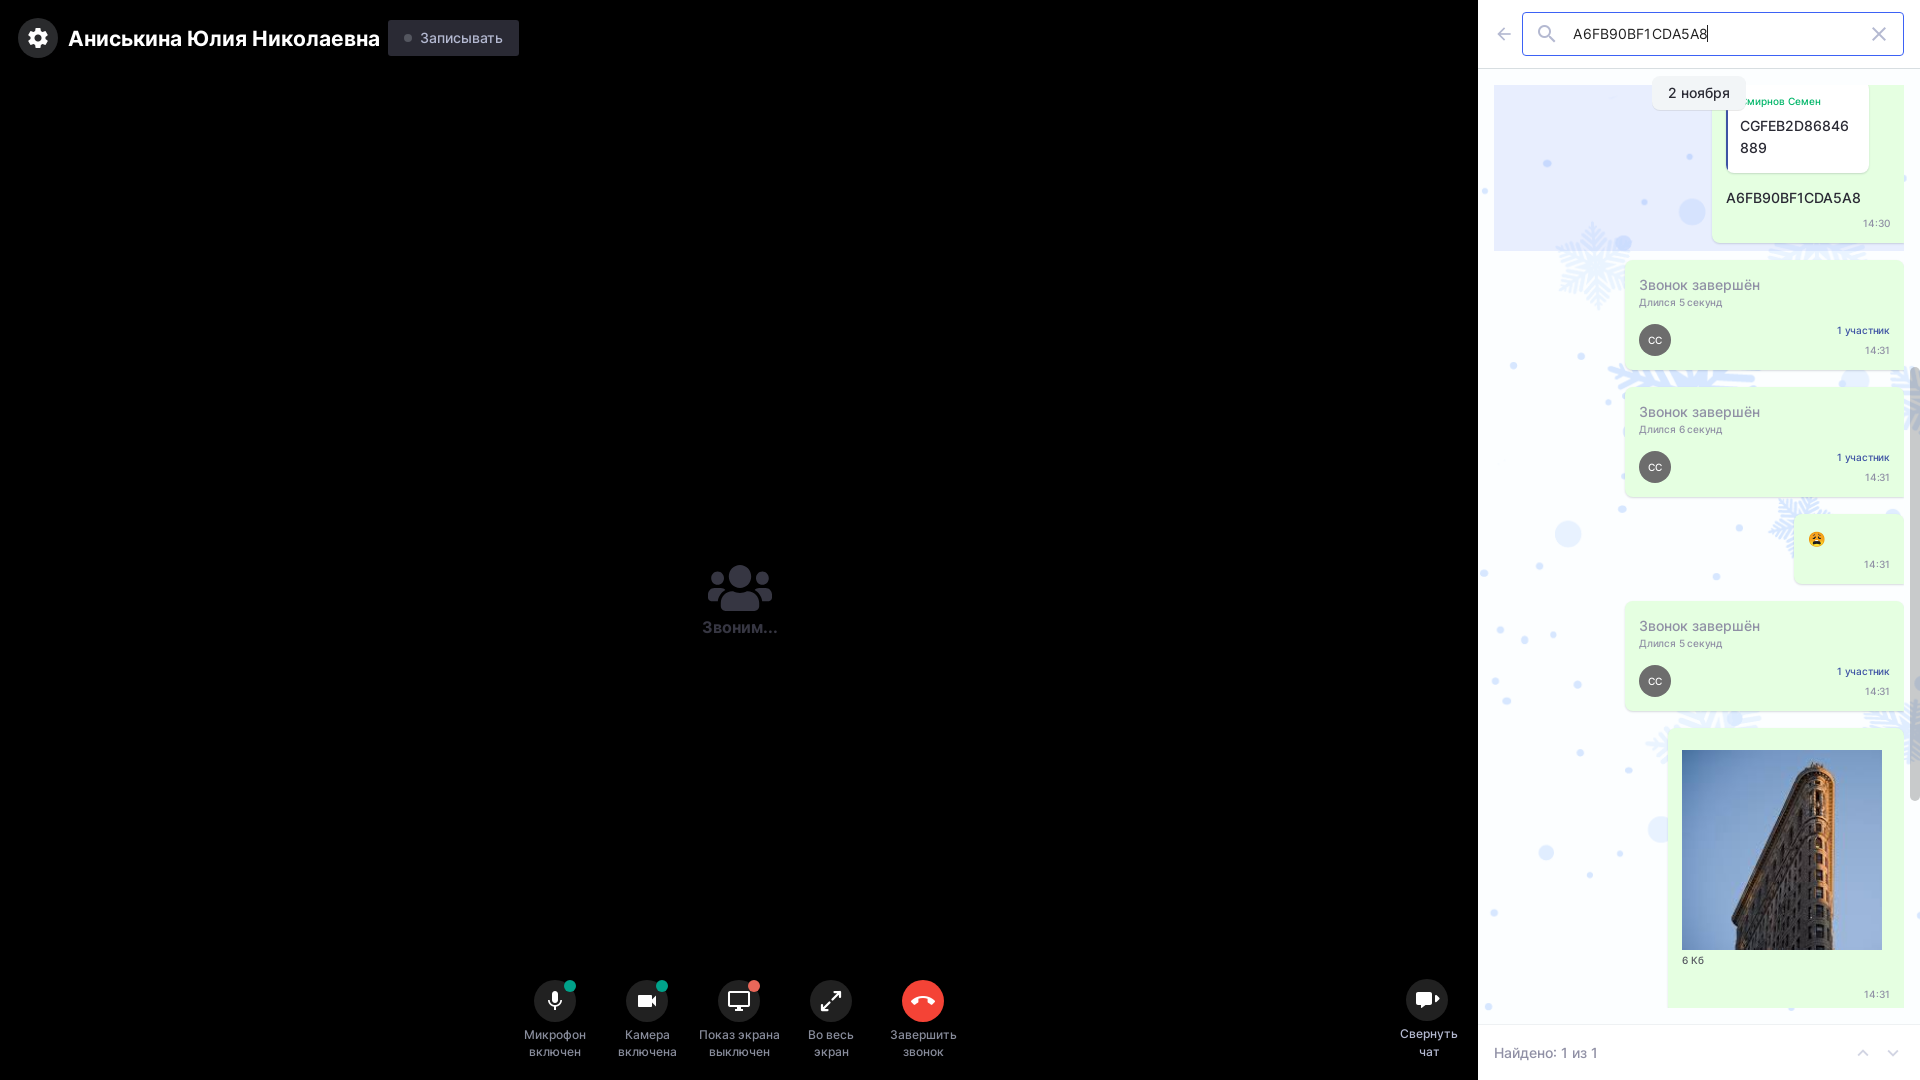 Аниськина Юлия Николаевна
Записывать
A6FB90BF1CDA5A8
2 ноября
мирнов Семен
CGFEB2D86846
889
A6FB90BF1CDA5A8
14:30
Звонок завершён
Длился 5 секунд
СС
1 участник
14:31
Звонок завершён
Длился 6 секунд
СС
1 участник
14:31
14:31
Звонок завершён
Длился 5 секунд
СС
1 участник
14:31
6 Кб
14:31
Звоним...
Микрофон
включен
Камера
включена
Показ экрана
выключен
Во весь
экран
Завершить
звонок
Свернуть
чат
Найдено: 1 из 1